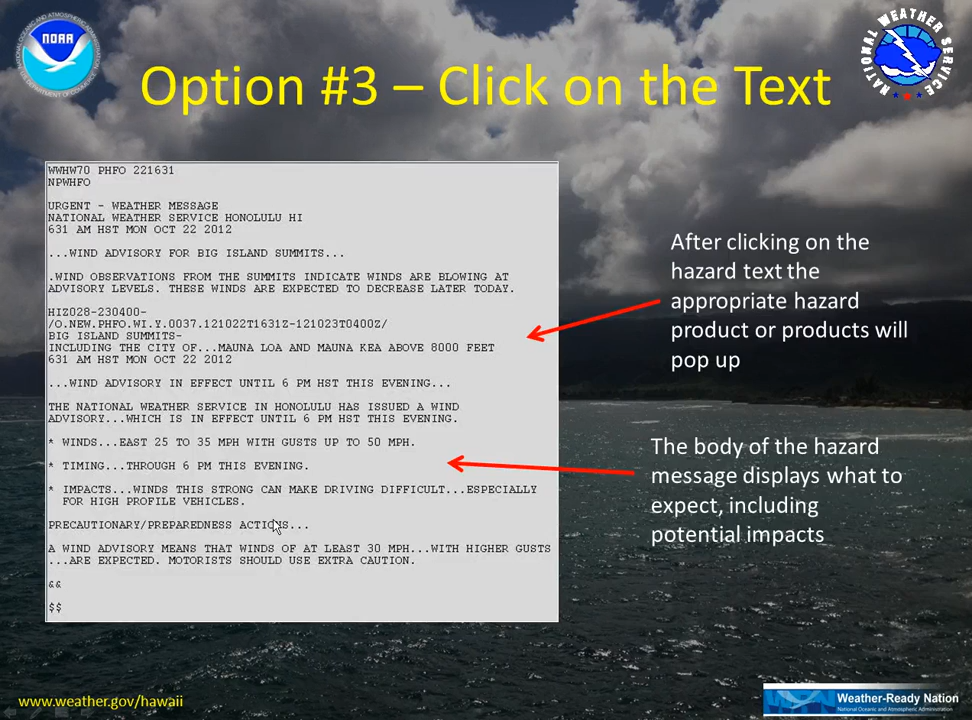 NOAA
NATIONAL WEATHER SERVICE
Option #3 – Click on the Text
WWHW70 PHFO 221631
NPWHFO
URGENT - WEATHER MESSAGE
NATIONAL WEATHER SERVICE HONOLULU HI
631 AM HST MON OCT 22 2012
...WIND ADVISORY FOR BIG ISLAND SUMMITS...
.WIND OBSERVATIONS FROM THE SUMMITS INDICATE WINDS ARE BLOWING AT
ADVISORY LEVELS. THESE WINDS ARE EXPECTED TO DECREASE LATER TODAY.
HIZ028-230400-
/O.NEW.PHFO.WI.Y.0037.121022T1631Z-121023T0400Z/
BIG ISLAND SUMMITS-
INCLUDING THE CITY OF...MAUNA LOA AND MAUNA KEA ABOVE 8000 FEET
631 AM HST MON OCT 22 2012
...WIND ADVISORY IN EFFECT UNTIL 6 PM HST THIS EVENING...
THE NATIONAL WEATHER SERVICE IN HONOLULU HAS ISSUED A WIND
ADVISORY...WHICH IS IN EFFECT UNTIL 6 PM HST THIS EVENING.
* WINDS...EAST 25 TO 35 MPH WITH GUSTS UP TO 50 MPH.
* TIMING...THROUGH 6 PM THIS EVENING.
* IMPACTS...WINDS THIS STRONG CAN MAKE DRIVING DIFFICULT...ESPECIALLY
FOR HIGH PROFILE VEHICLES.
PRECAUTIONARY/PREPAREDNESS ACTIONS...
A WIND ADVISORY MEANS THAT WINDS OF AT LEAST 30 MPH...WITH HIGHER GUSTS
...ARE EXPECTED. MOTORISTS SHOULD USE EXTRA CAUTION.
&&
$$
After clicking on the
hazard text the
appropriate hazard
product or products will
pop up
The body of the hazard
message displays what to
expect, including
potential impacts
www.weather.gov/hawaii
Weather-Ready Nation
National Oceanic and Atmospheric Administration